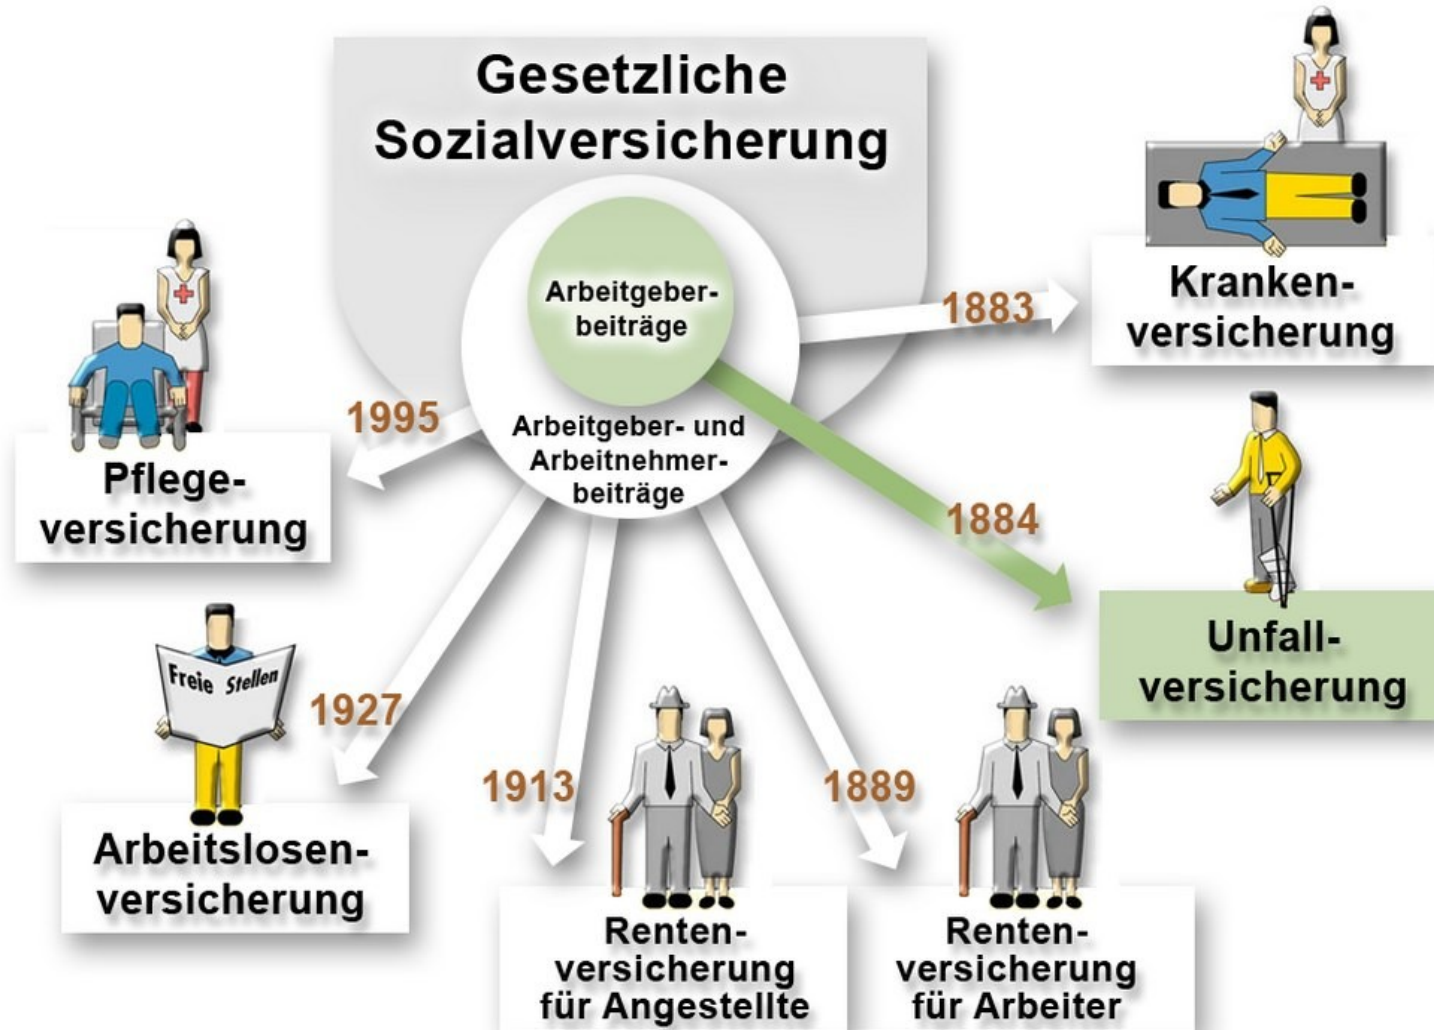 Gesetzliche
Sozialversicherung
Arbeitgeber-
beiträge
Arbeitgeber- und
Arbeitnehmer-
beiträge
1883
Kranken-
versicherung
1884
Unfall-
versicherung
1889
Renten-
versicherung
für Arbeiter
1913
Renten-
versicherung
für Angestellte
1927
Freie Stellen
Arbeitslosen-
versicherung
1995
Pflege-
versicherung